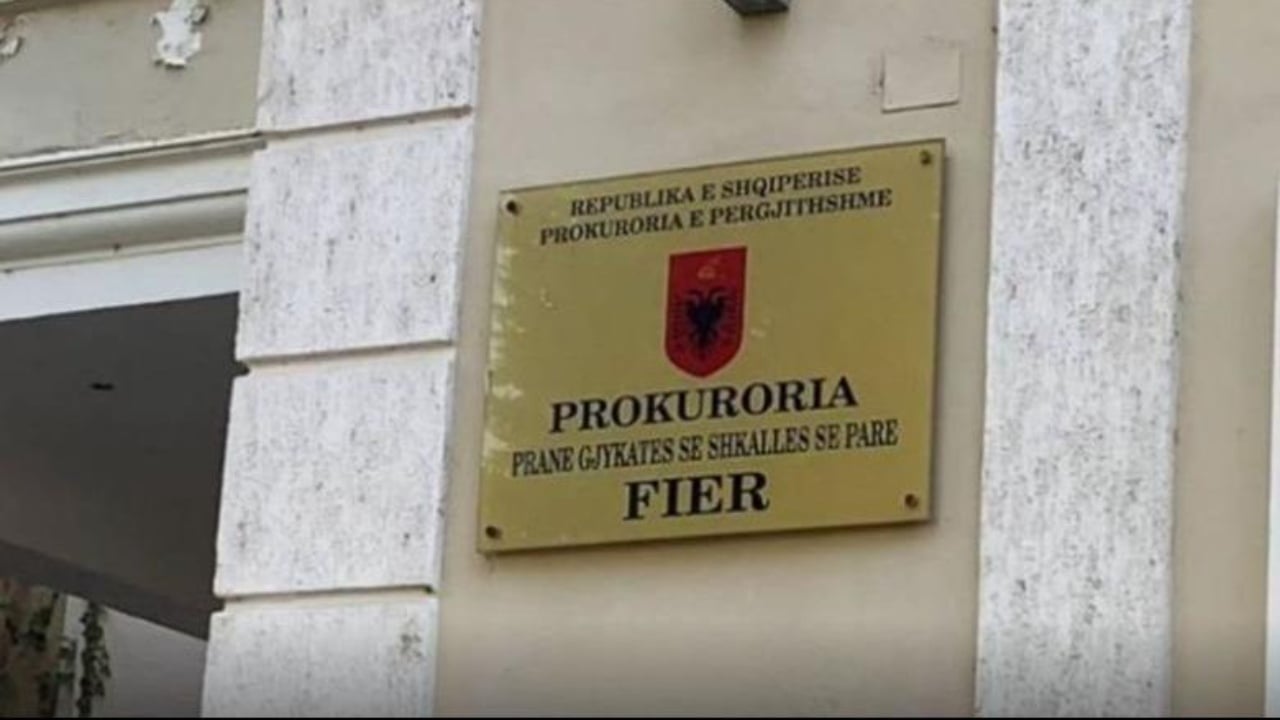 REPUBLIKA E SHQIPERISE
PROKURORIA E PERGJITHSHME
PROKURORIA
PRANE GJYKATES SE SHKALLES SE PARE
FIER